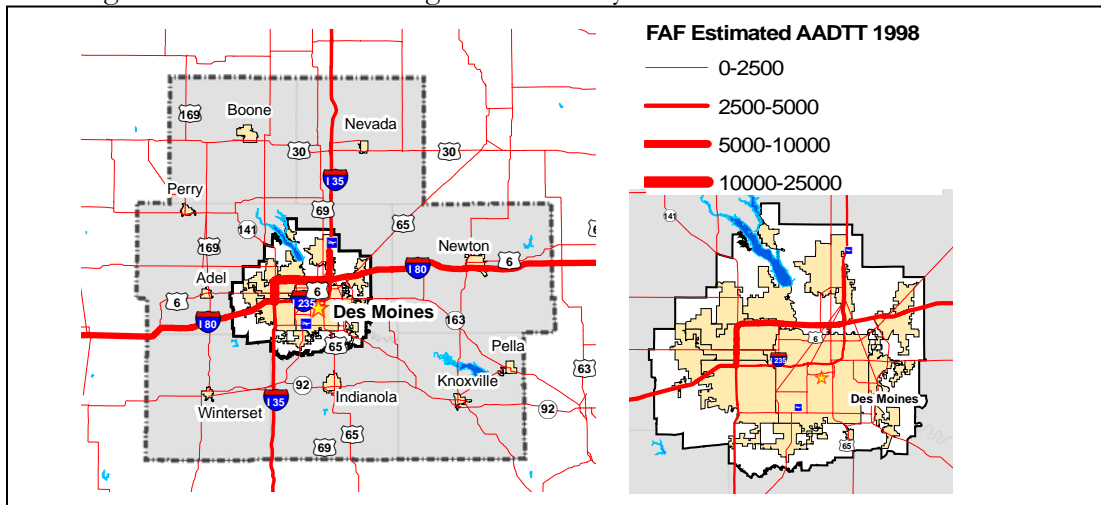 FAF Estimated AADTT 1998
0-2500
2500-5000
5000-10000
10000-25000
169
Boone
Nevada
30
30
I 35
Perry
69
65
141
169
Newton
6
Adel
I 80
6
6
235
Des Moines
I 80
163
65
Pella
Knoxville
63
92
Indianola
92
Winterset
I 35
65
69
141
6
235
Des Moines
65